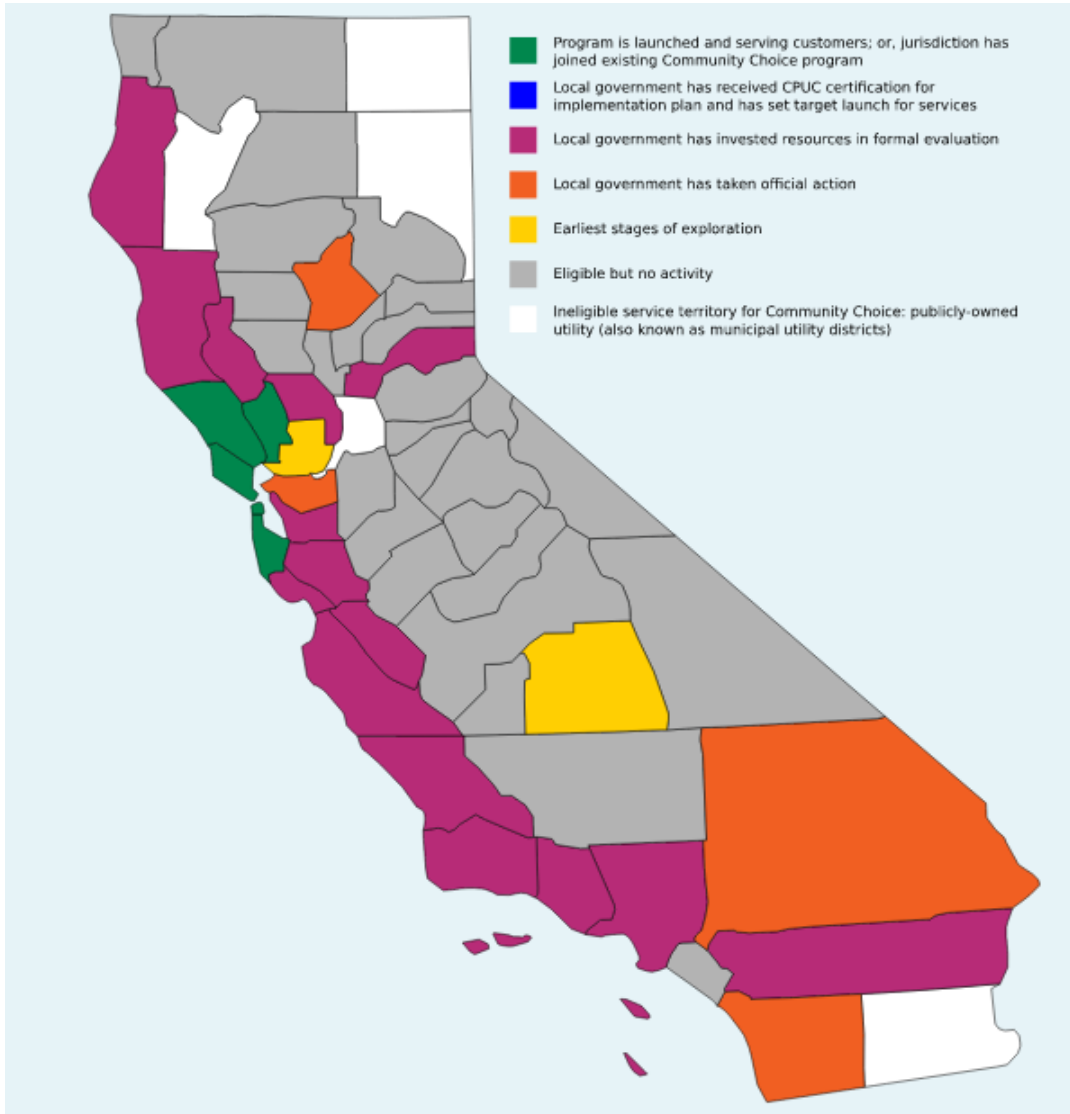 Program is launched and serving customers; or, jurisdiction has
joined existing Community Choice program
Local government has received CPUC certification for
implementation plan and has set target launch for services
Local government has invested resources in formal evaluation
Local government has taken official action
Earliest stages of exploration
Eligible but no activity
Ineligible service territory for Community Choice: publicly-owned
utility (also known as municipal utility districts)